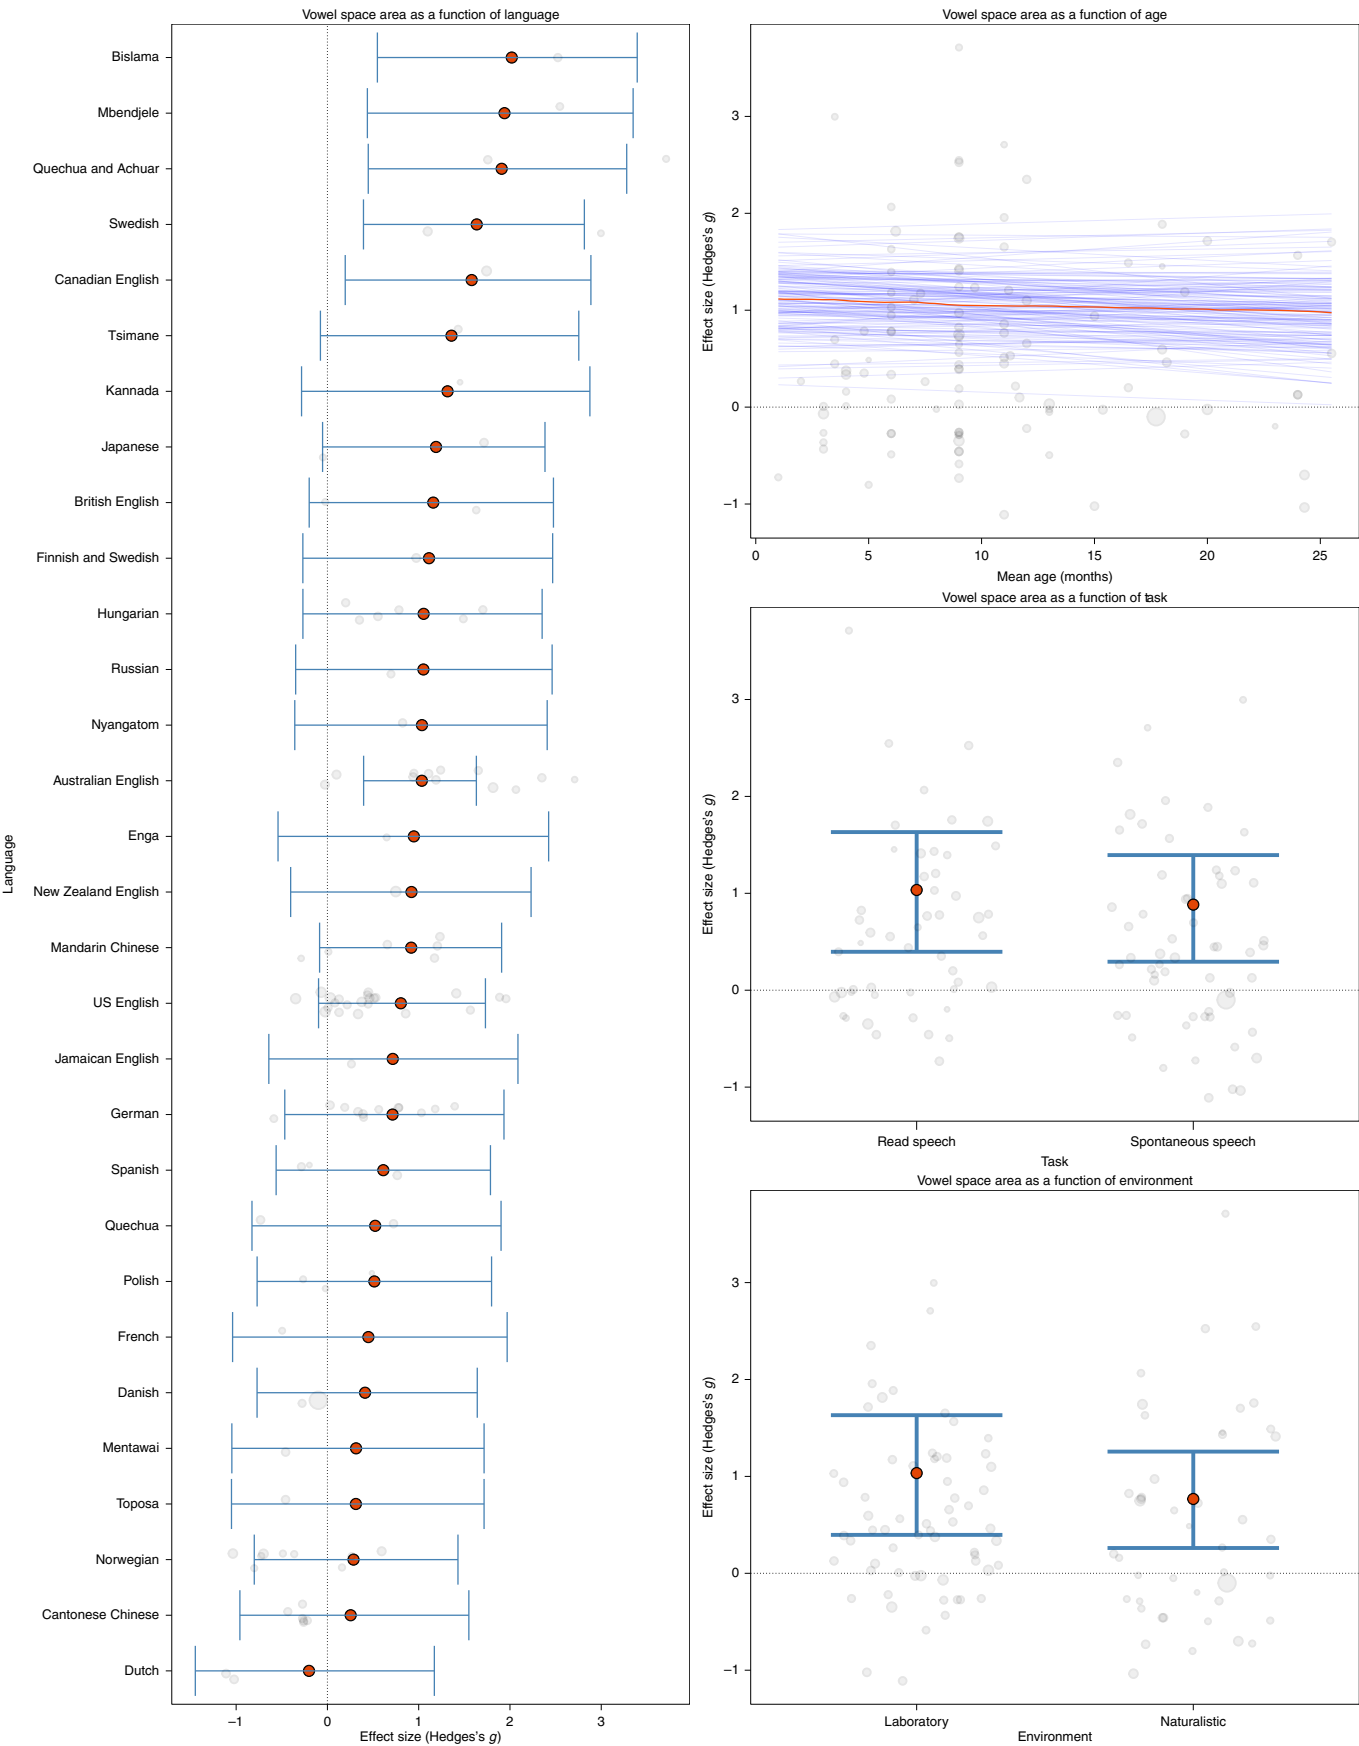 Vowel space area as a function of language
Language
Bislama
Mbendjele
Quechua and Achuar
Swedish
Canadian English
Tsimane
Kannada
Japanese
British English
Finnish and Swedish
Hungarian
Russian
Nyangatom
Australian English
Enga
New Zealand English
Mandarin Chinese
US English
Jamaican English
German
Spanish
Quechua
Polish
French
Danish
Mentawai
Toposa
Norwegian
Cantonese Chinese
Dutch
−1 0 1 2 3
Effect size (Hedges's g)
Vowel space area as a function of age
Effect size (Hedges's g)
3
2
1
0
−1
0 5 10 15 20 25
Mean age (months)
Vowel space area as a function of task
Effect size (Hedges's g)
3
2
1
0
−1
Read speech Spontaneous speech
Task
Vowel space area as a function of environment
Effect size (Hedges's g)
3
2
1
0
−1
Laboratory Naturalistic
Environment